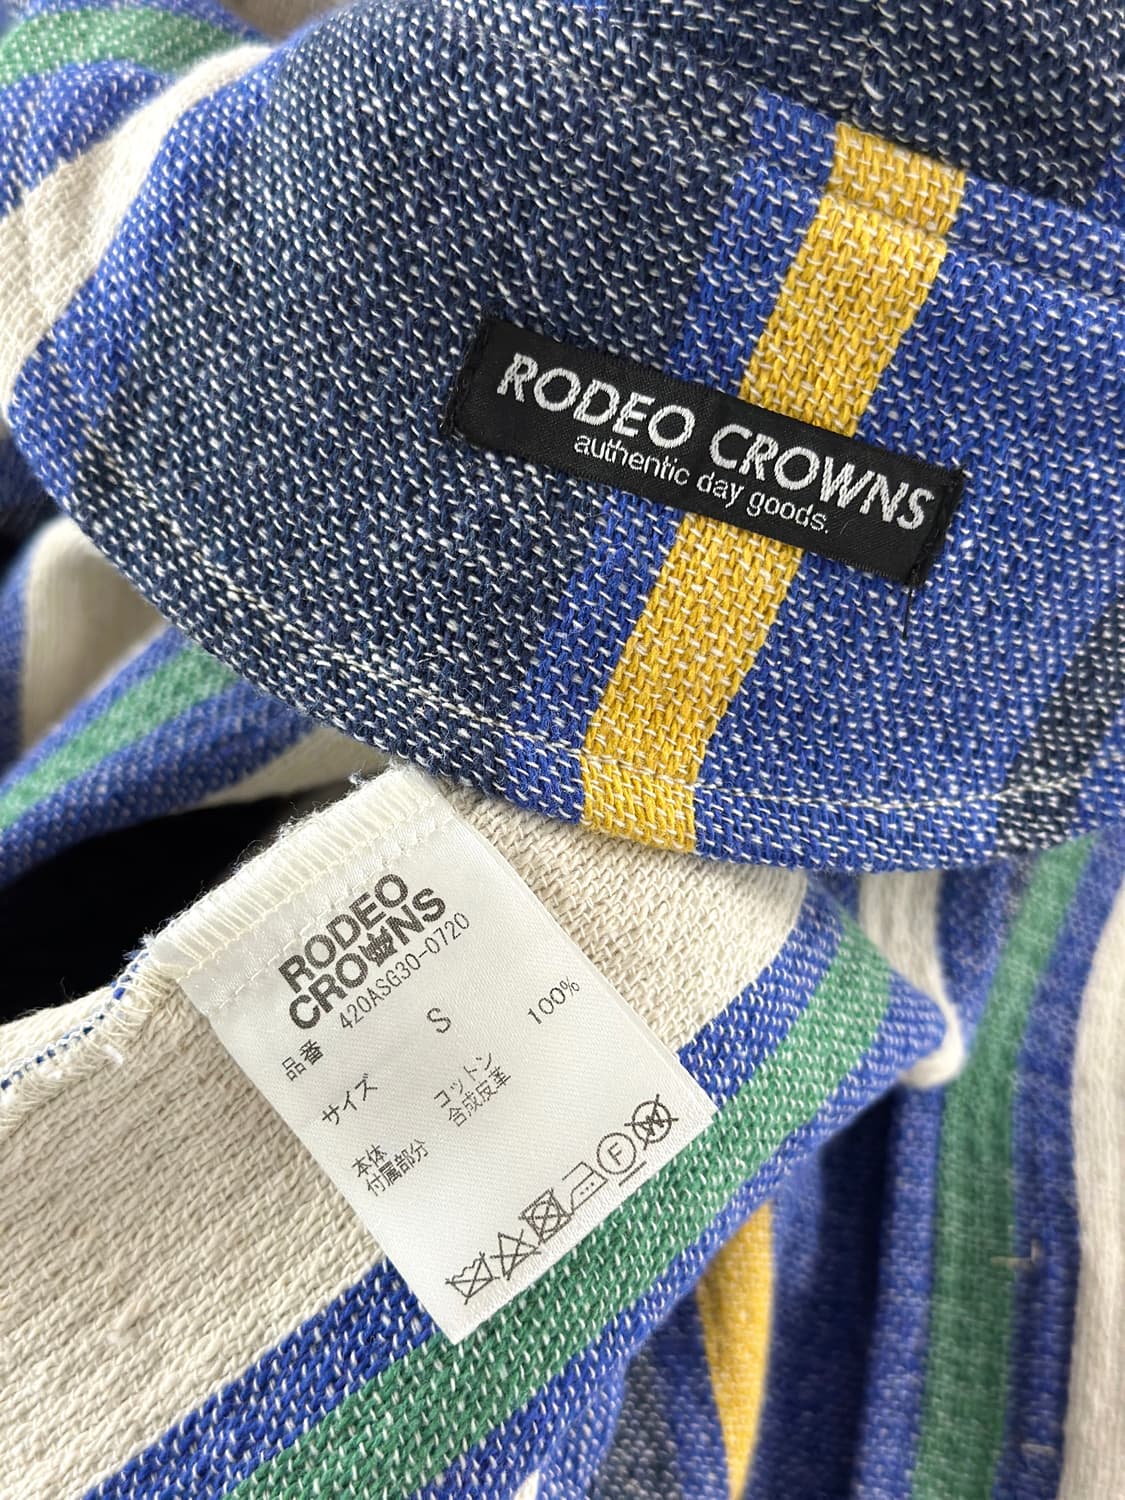 RODEO CROWNS
authentic day goods.
RODEO
CROWNS
品番 420ASG30-0720
サイズ S
本体 コットン 100%
付属部分 合成皮革
F
W